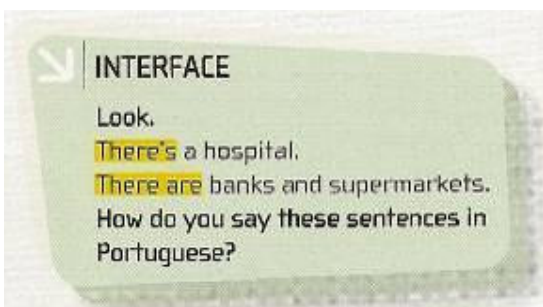 INTERFACE
Look.
There's a hospital.
There are banks and supermarkets.
How do you say these sentences in
Portuguese?